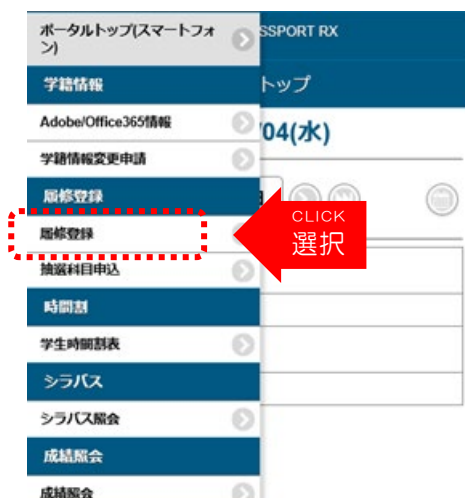 ポータルトップ(スマートフォ
ン)
SSPORT RX
学籍情報
トップ
Adobe/Office365情報
04(水)
学籍情報変更申請
履修登録
履修登録
CLICK
選択
抽選科目申込
時間割
学生時間割表
シラバス
シラバス照会
成績照会
成績照会